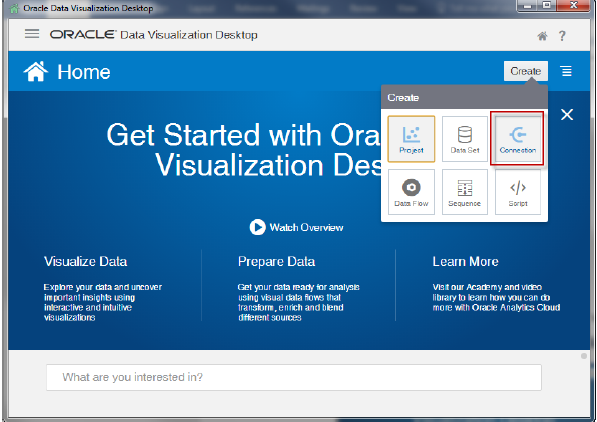 Oracle Data Visualization Desktop
ORACLE Data Visualization Desktop
?
Home
Create
Create
Project
Data Set
Connection
Data Flow
Sequence
Script
Get Started with Ora
Visualization Des
Watch Overview
Visualize Data
Explore your data and uncover
important insights using
interactive and intuitive
visualizations
Prepare Data
Get your data ready for analysis
using visual data flows that
transform, enrich and blend
different sources
Learn More
Visit our Academy and video
library to learn how you can do
more with Oracle Analytics Cloud
What are you interested in?